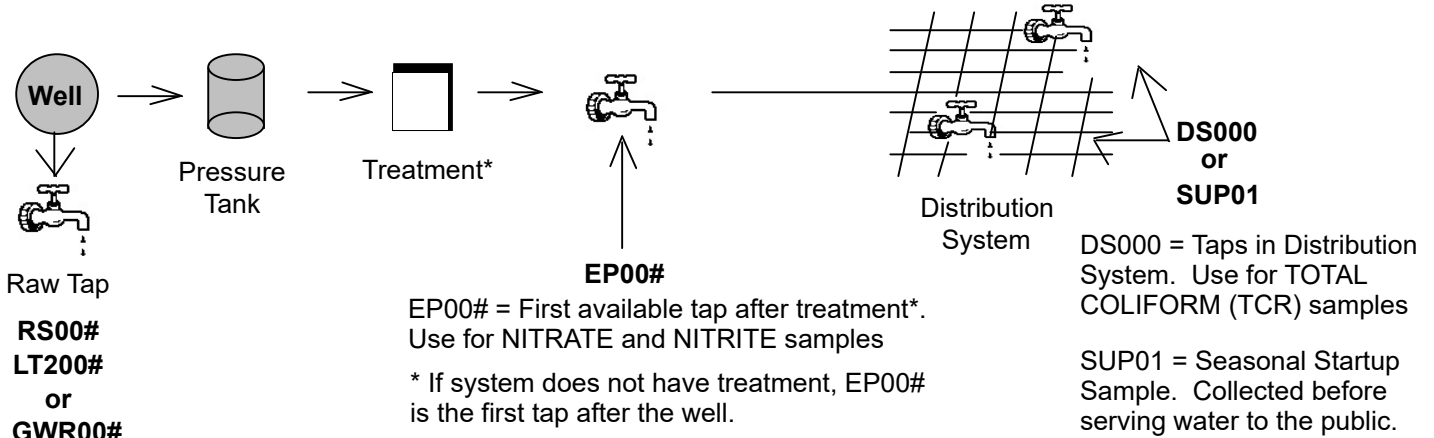 Well
Raw Tap
RS00#
LT200#
or
GWR00#
Pressure
Tank
Treatment*
EP00#
EP00# = First available tap after treatment*.
Use for NITRATE and NITRITE samples
* If system does not have treatment, EP00#
is the first tap after the well.
Distribution
System
DS000
or
SUP01
DS000 = Taps in Distribution
System. Use for TOTAL
COLIFORM (TCR) samples
SUP01 = Seasonal Startup
Sample. Collected before
serving water to the public.